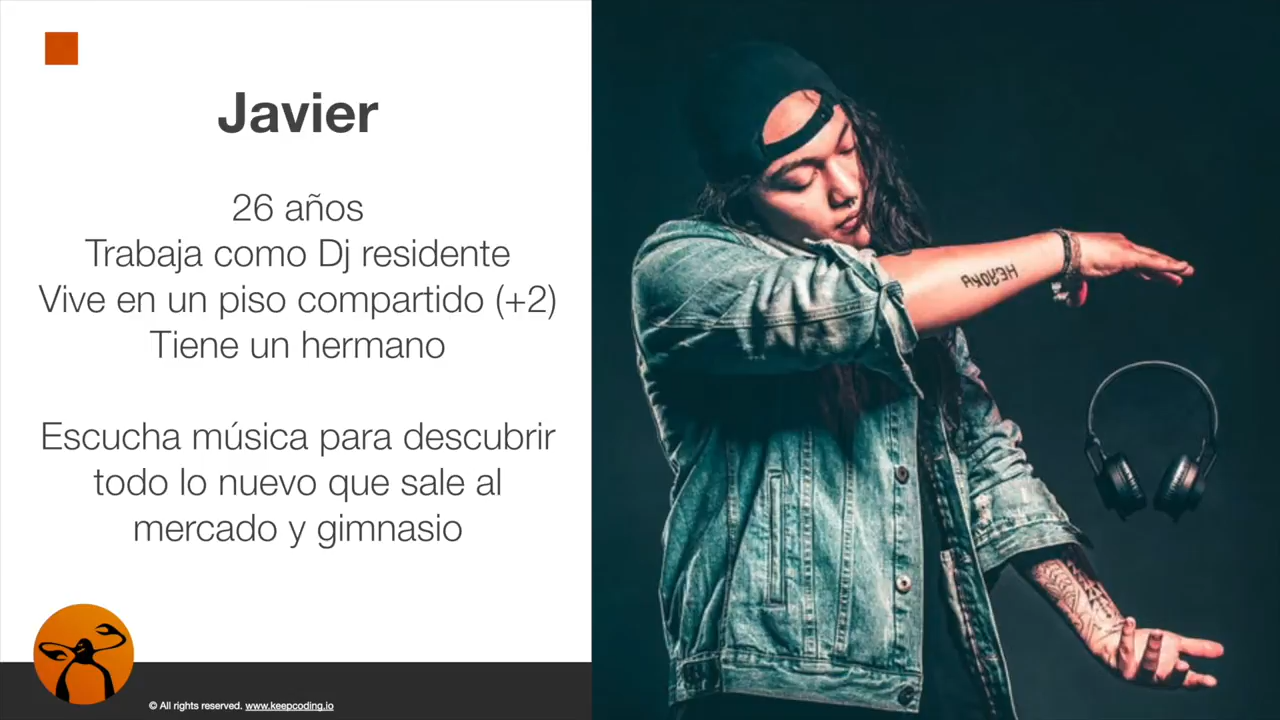 Javier
26 años
Trabaja como Dj residente
Vive en un piso compartido (+2)
Tiene un hermano
Escucha música para descubrir
todo lo nuevo que sale al
mercado y gimnasio
© All rights reserved. www.keepcoding.io